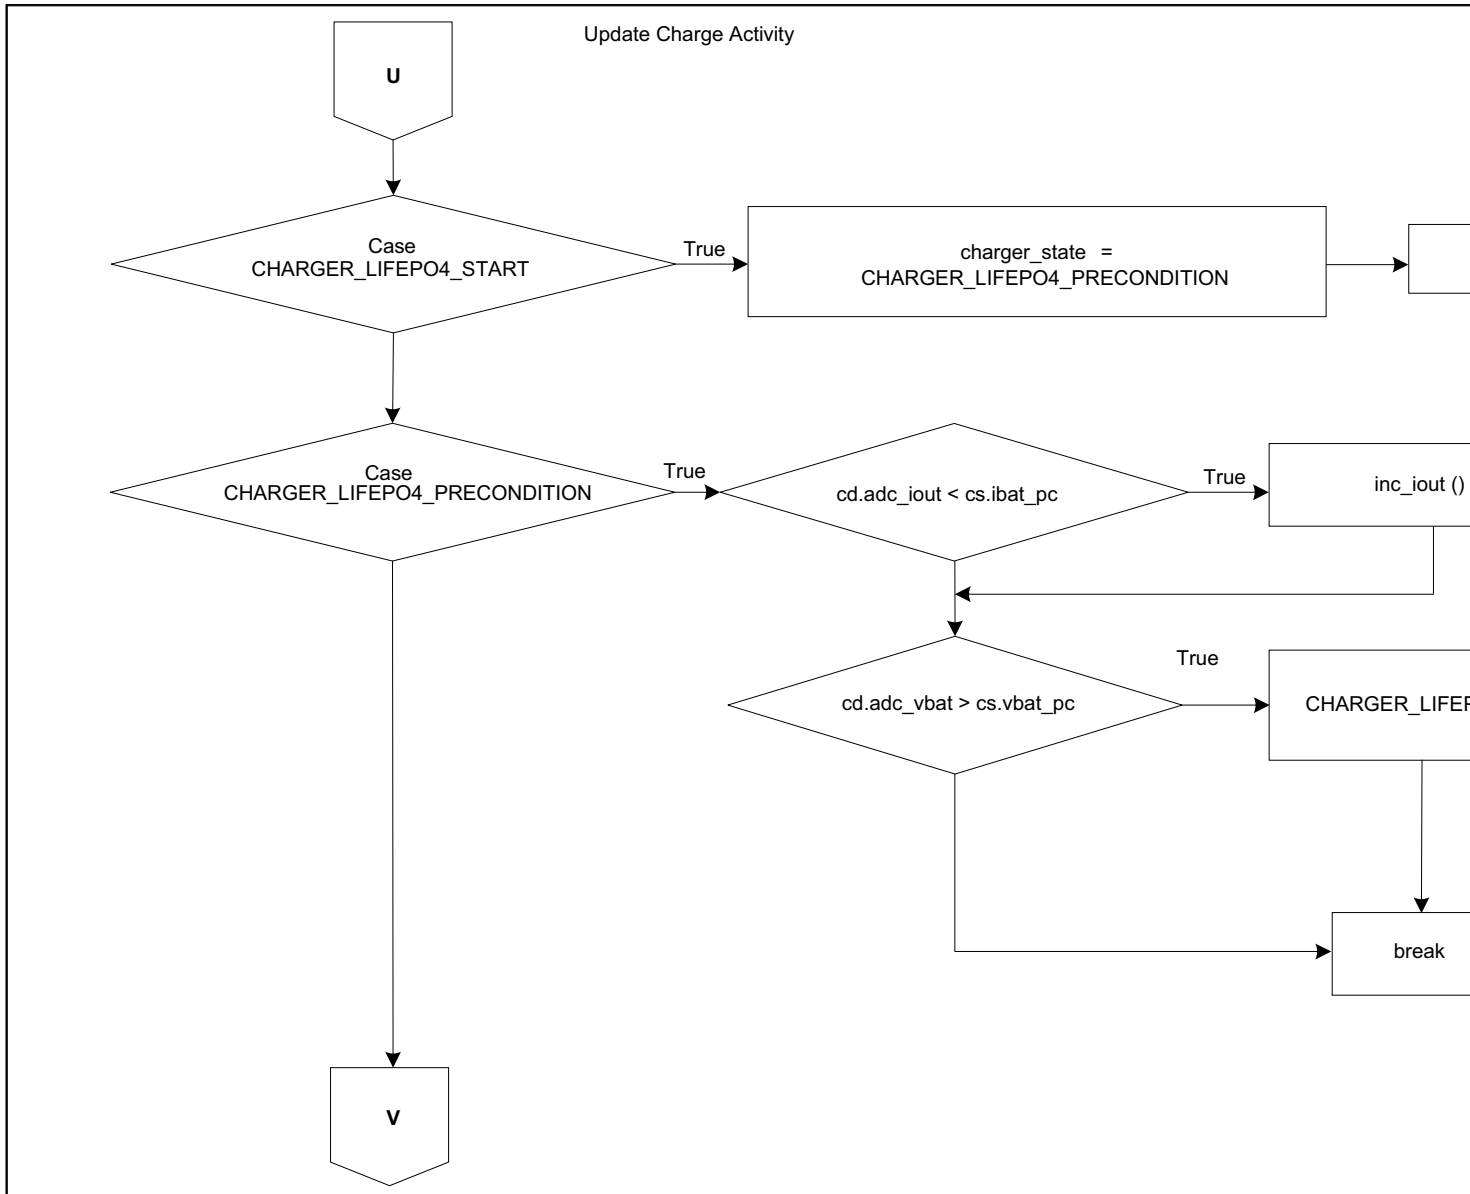 Update Charge Activity
U
Case
CHARGER_LIFEPO4_START
True
charger_state =
CHARGER_LIFEPO4_PRECONDITION
Case
CHARGER_LIFEPO4_PRECONDITION
True
cd.adc_iout < cs.ibat_pc
True
inc_iout ()
cd.adc_vbat > cs.vbat_pc
True
break
V